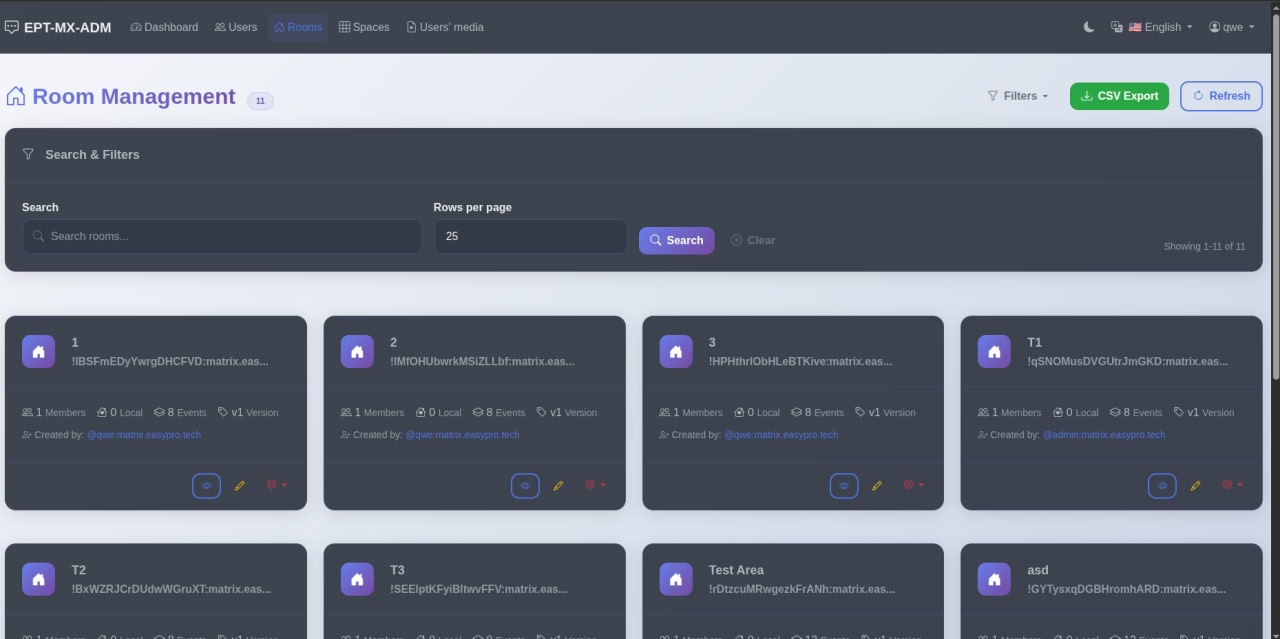 EPT-MX-ADM Dashboard Users Rooms Spaces Users' media English qwe
Room Management 11 Filters CSV Export Refresh
Search & Filters
Search Rows per page
Search rooms... 25 Search Clear Showing 1-11 of 11
1 2 3 T1
!IBSFmEDyYwrgDHCFVD:matrix.eas... !IMfOHUbwrkMSiZLLbf:matrix.eas... !HPHthrIObHLeBTKive:matrix.eas... !qSNOMusDVGUtrJmGKD:matrix.eas...
1 Members 0 Local 8 Events v1 Version 1 Members 0 Local 8 Events v1 Version 1 Members 0 Local 8 Events v1 Version 1 Members 0 Local 8 Events v1 Version
Created by: @qwe:matrix.easypro.tech Created by: @qwe:matrix.easypro.tech Created by: @qwe:matrix.easypro.tech Created by: @admin:matrix.easypro.tech
T2 T3 Test Area asd
!BxWZRJCrDUdwWGruXT:matrix.eas... !SEElptKFyiBltwvFFV:matrix.eas... !rDtzcuMRwgezkFrANh:matrix.eas... !GYTysxqDGBHromhARD:matrix.eas...